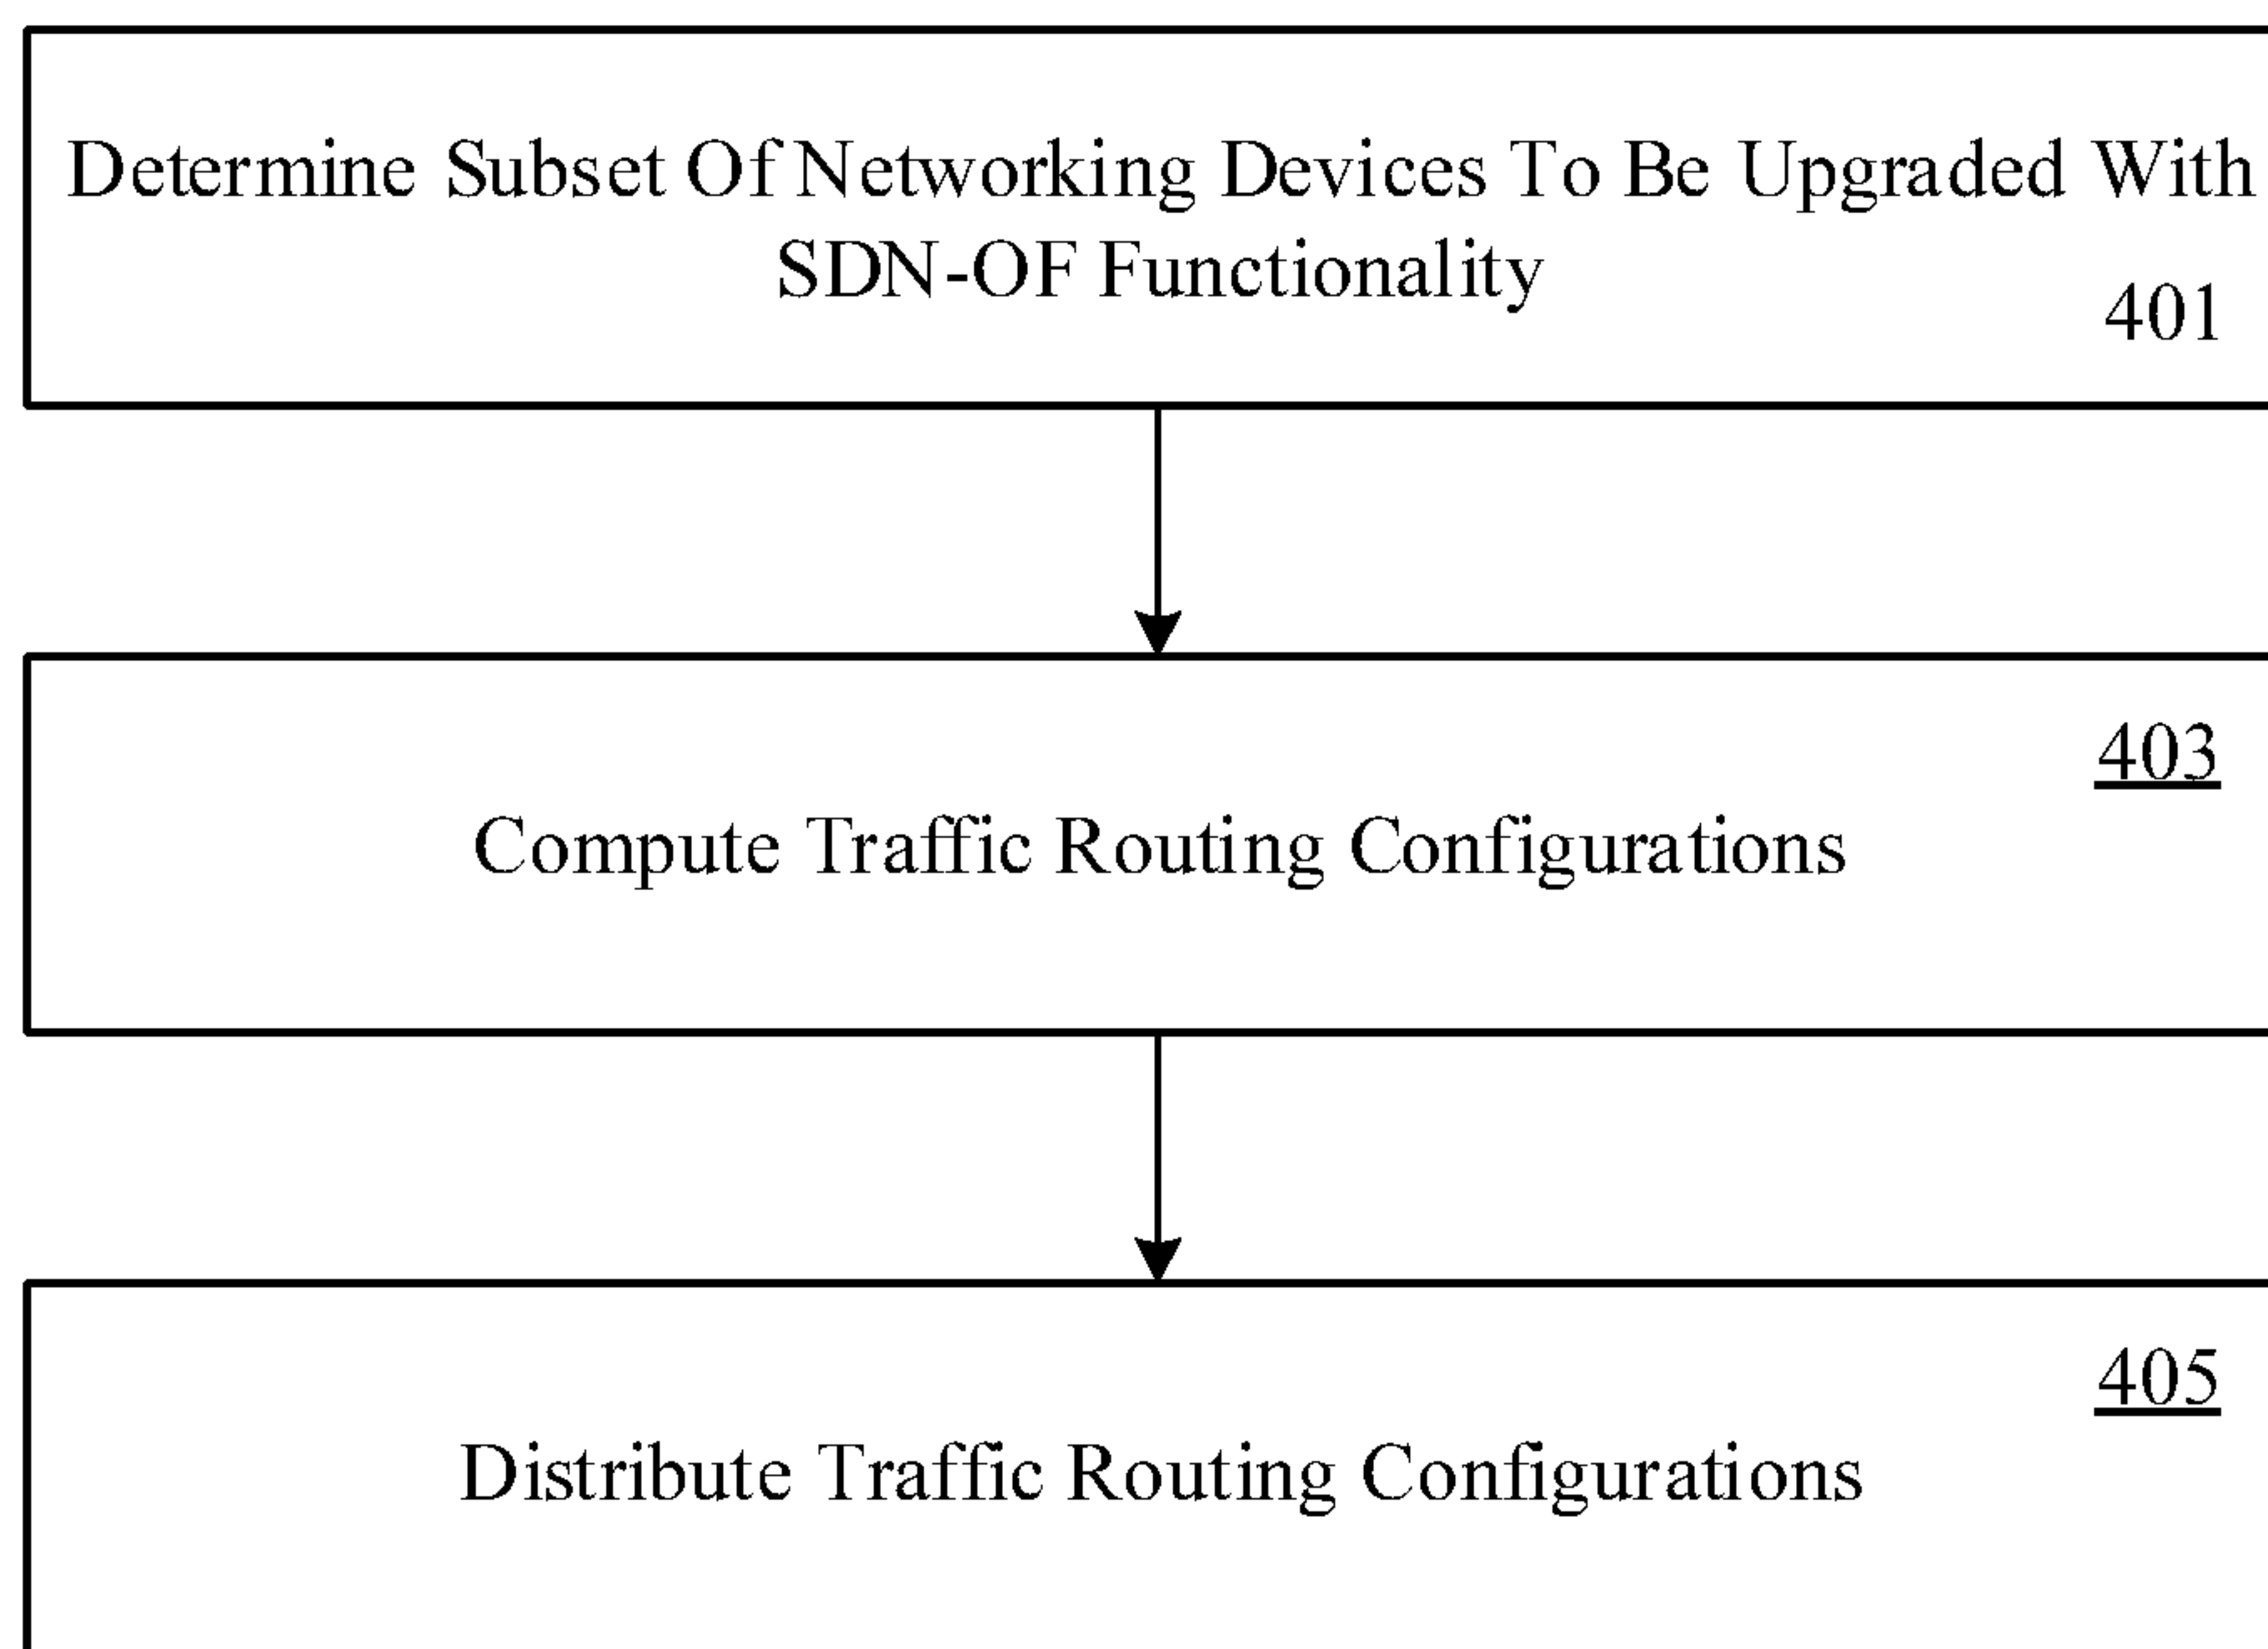 Determine Subset Of Networking Devices To Be Upgraded With
SDN-OF Functionality
401
403
Compute Traffic Routing Configurations
405
Distribute Traffic Routing Configurations